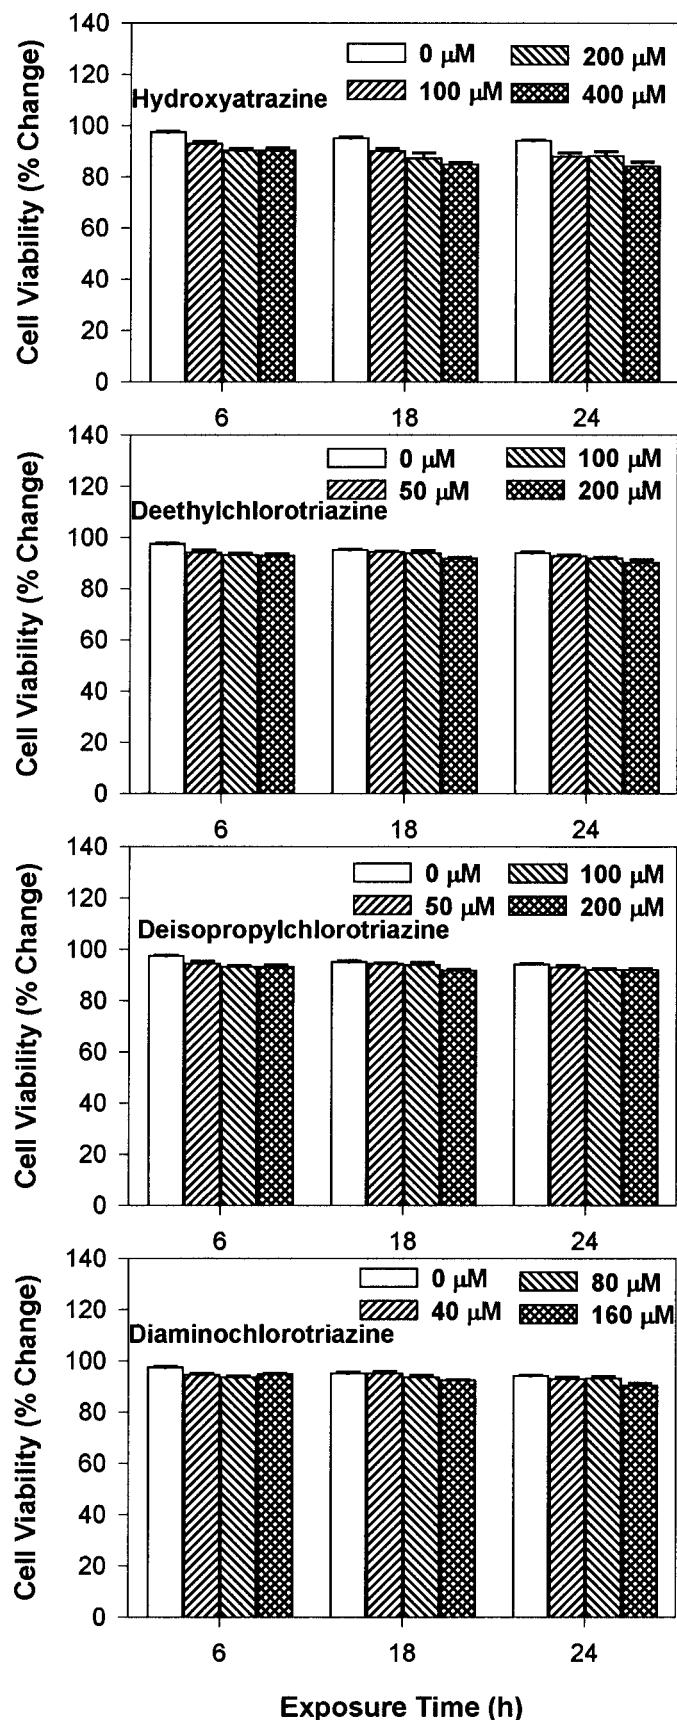 Cell Viability (% Change)
140
120
100
80
60
40
20
0
0 μM
200 μM
100 μM
400 μM
Hydroxyatrazine
6
18
24
Cell Viability (% Change)
140
120
100
80
60
40
20
0
0 μM
100 μM
50 μM
200 μM
Deethylchlorotriazine
6
18
24
Cell Viability (% Change)
140
120
100
80
60
40
20
0
0 μM
100 μM
50 μM
200 μM
Deisopropylchlorotriazine
6
18
24
Cell Viability (% Change)
140
120
100
80
60
40
20
0
0 μM
80 μM
40 μM
160 μM
Diaminochlorotriazine
6
18
24
Exposure Time (h)